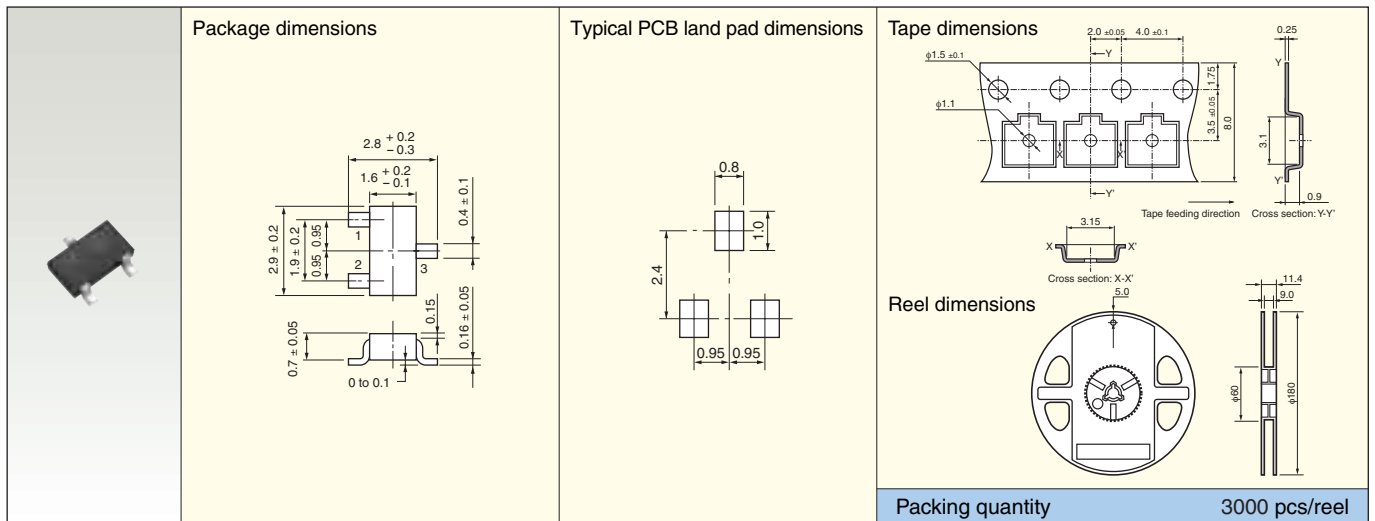 Package dimensions
2.8 + 0.2 − 0.3
1.6 + 0.2 − 0.1
2.9 ± 0.2
1.9 ± 0.2
0.95
0.95
1
2
3
0.4 ± 0.1
0.7 ± 0.05
0 to 0.1
0.15
0.16 ± 0.05
Typical PCB land pad dimensions
0.8
1.0
2.4
0.95
0.95
Tape dimensions
2.0 ±0.05
4.0 ±0.1
φ1.5 ±0.1
φ1.1
Y
X
X'
Y'
1.75
3.5 ±0.05
8.0
Tape feeding direction
0.25
Y
3.1
Y'
0.9
Cross section: Y-Y'
3.15
X
X'
Cross section: X-X'
Reel dimensions
5.0
11.4
9.0
φ60
φ180
Packing quantity 3000 pcs/reel